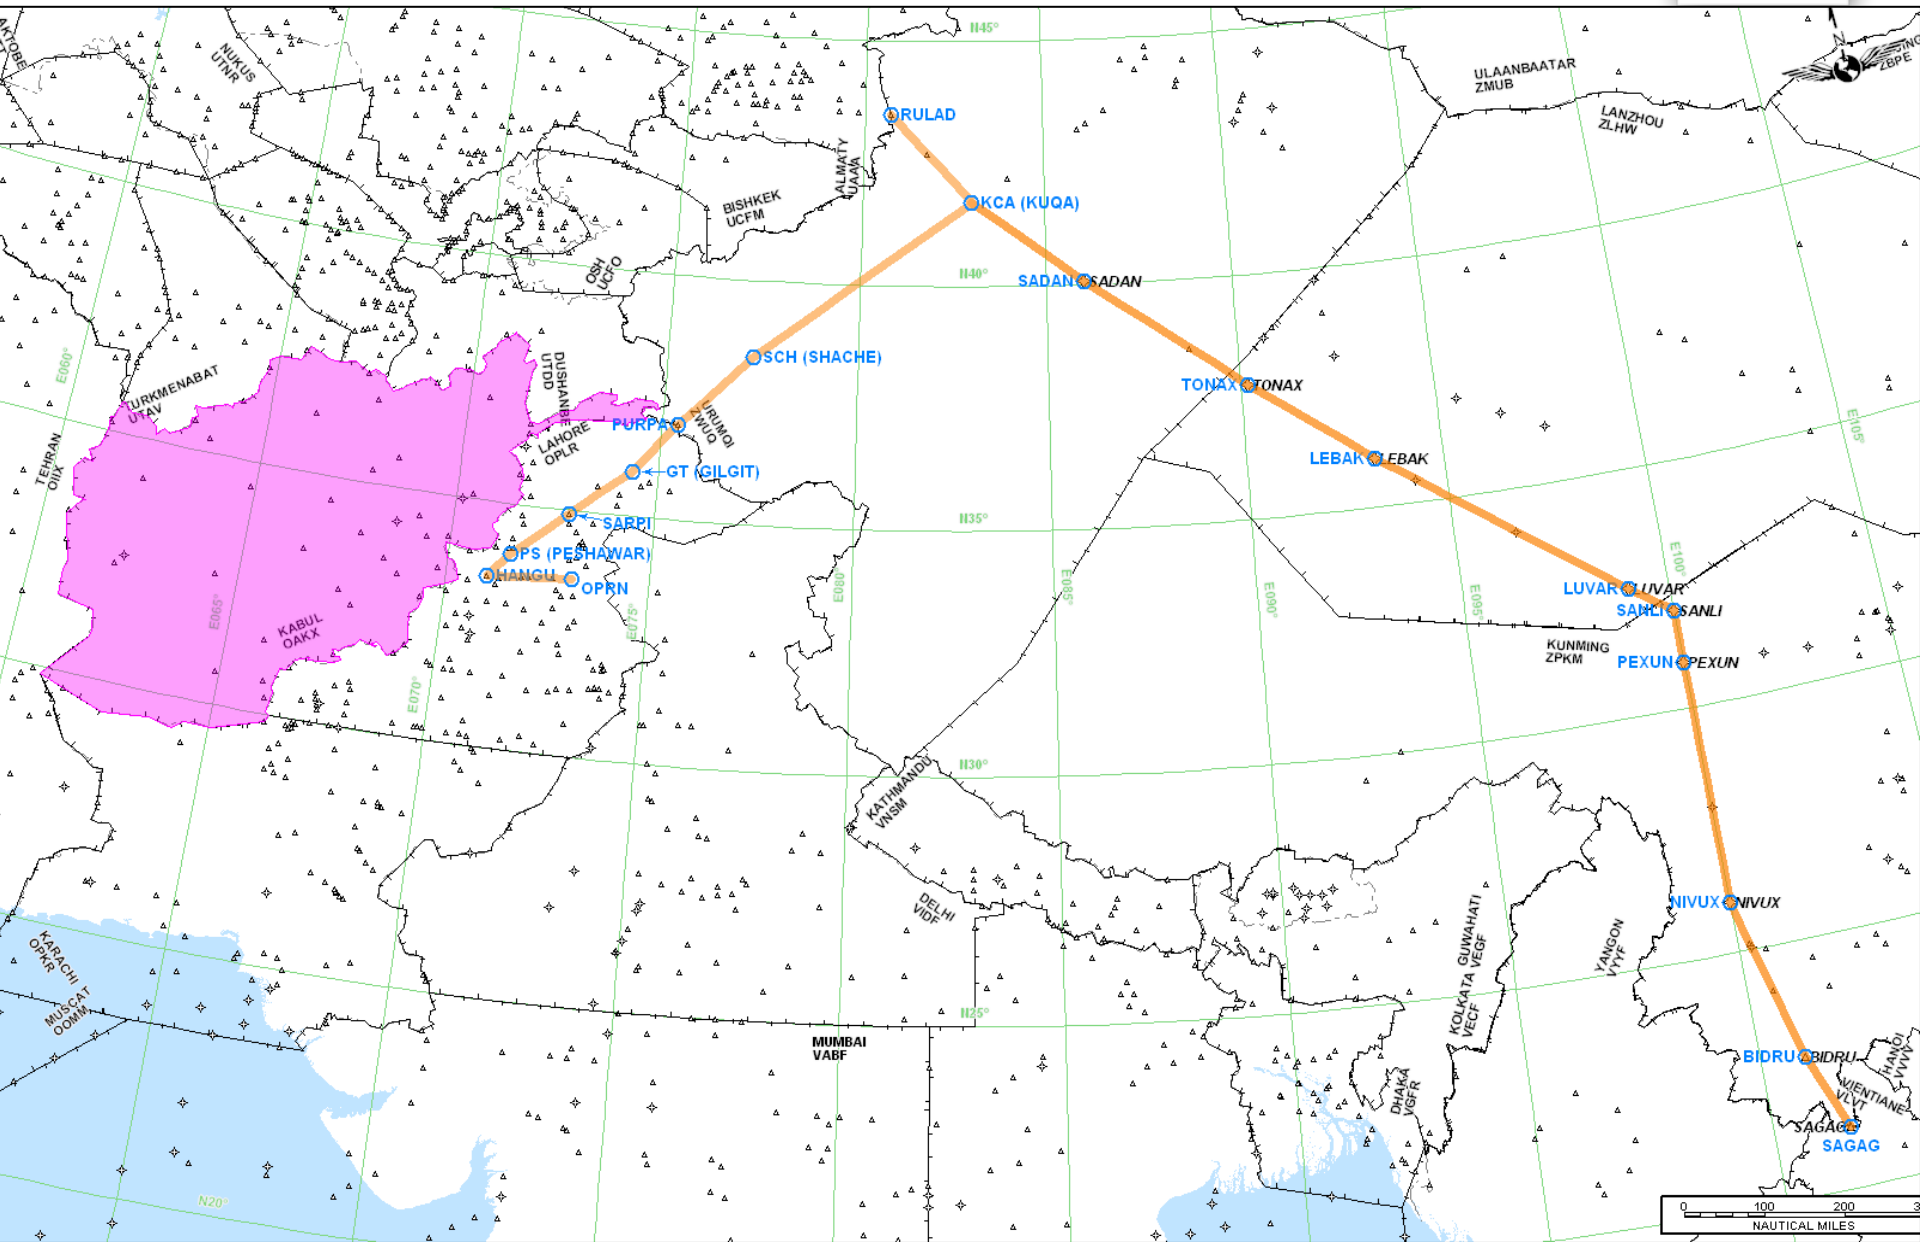 N45°
AKTOBE
NUKUS
UTNR
ULAANBAATAR
ZMUB
ZBPE
LANZHOU
ZLHW
RULAD
ALMATY
UAAA
BISHKEK
UCFM
KCA (KUQA)
OSH
UCFO
N40°
SADAN
SADAN
E060°
TURKMENABAT
UTAV
DUSHANBE
UTDD
SCH (SHACHE)
TONAX
TONAX
TEHRAN
OIIX
LAHORE
OPLR
PURPA
URUMQI
ZWUQ
E105°
GT (GILGIT)
LEBAK
LEBAK
SARPI
N35°
PS (PESHAWAR)
HANGU
OPRN
E065°
KABUL
OAKX
E070°
E075°
E080°
E085°
E090°
E095°
E100°
LUVAR
LUVAR
SANLI
SANLI
KUNMING
ZPKM
PEXUN
PEXUN
N30°
KATHMANDU
VNSM
DELHI
VIDF
NIVUX
NIVUX
KARACHI
OPKR
MUSCAT
OOMM
GUWAHATI
VEGF
KOLKATA
VECF
YANGON
VYYF
N25°
MUMBAI
VABF
DHAKA
VGFR
BIDRU
BIDRU
HANOI
VVVV
VIENTIANE
VLVT
SAGAG
SAGAG
N20°
0 100 200
NAUTICAL MILES
N